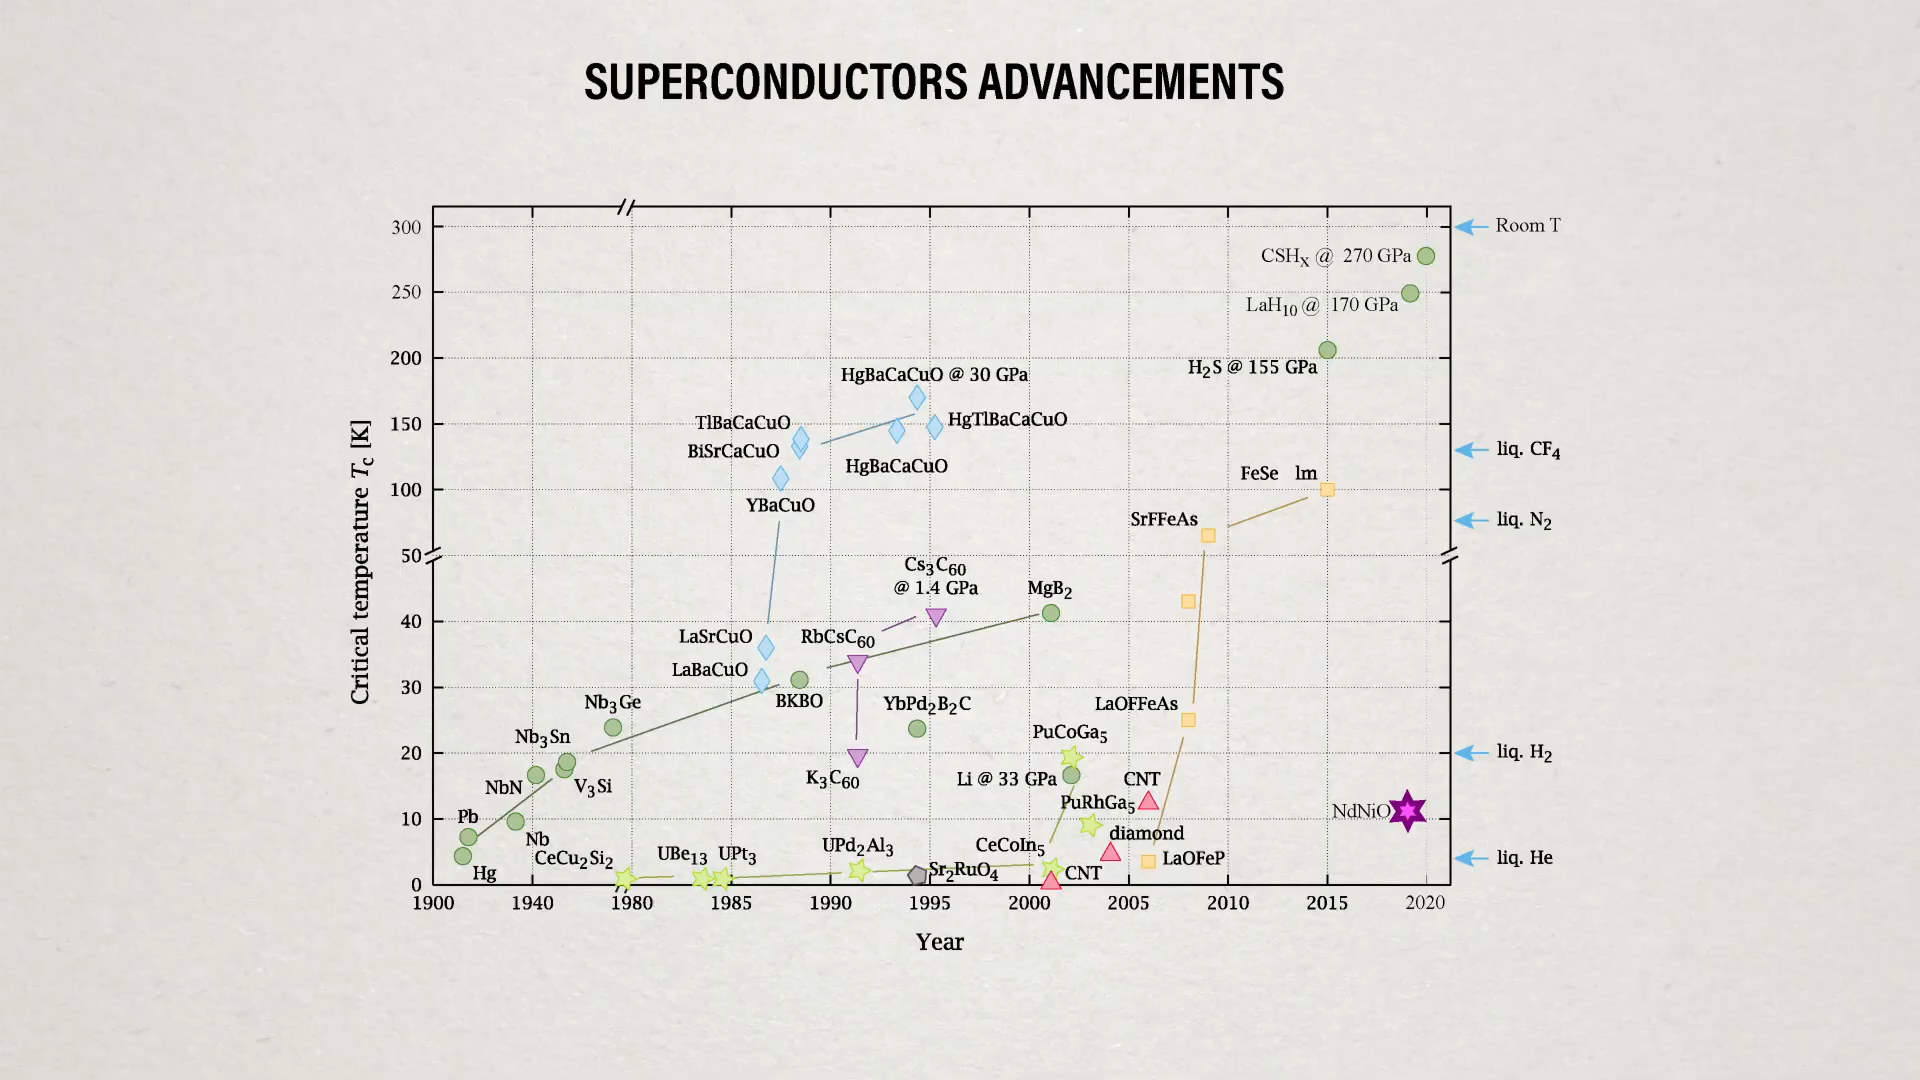 SUPERCONDUCTORS ADVANCEMENTS
300
Room T
CSHX @ 270 GPa
250
LaH10 @ 170 GPa
200
H2S @ 155 GPa
HgBaCaCuO @ 30 GPa
150
TlBaCaCuO
HgTlBaCaCuO
BiSrCaCuO
liq. CF4
HgBaCaCuO
FeSe lm
100
YBaCuO
SrFFeAs
liq. N2
50
Cs3C60
@ 1.4 GPa
MgB2
40
LaSrCuO
RbCsC60
LaBaCuO
30
BKBO
Nb3Ge
YbPd2B2C
LaOFFeAs
Nb3Sn
PuCoGa5
20
liq. H2
K3C60
Li @ 33 GPa
CNT
NbN
V3Si
PuRhGa5
NdNiO
10
Pb
Nb
diamond
UPd2Al3
CeCoIn5
CeCu2Si2
UBe13
UPt3
LaOFeP
liq. He
Hg
Sr2RuO4
CNT
0
1900 1940 1980 1985 1990 1995 2000 2005 2010 2015 2020
Year
Critical temperature Tc [K]